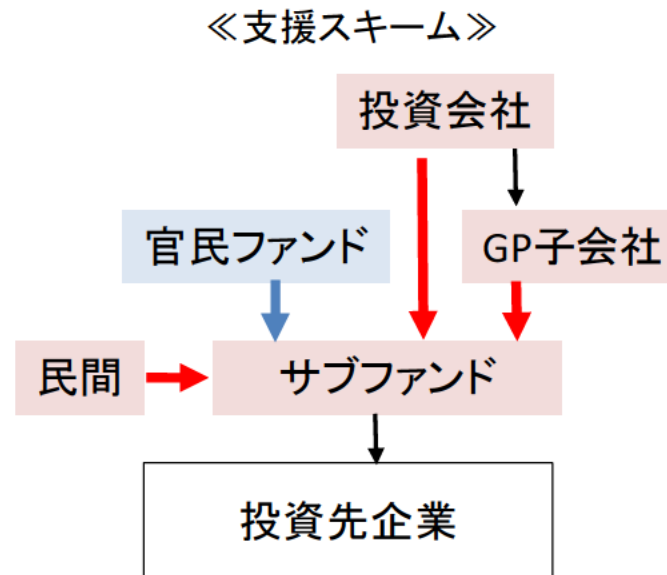 ≪支援スキーム≫
投資会社
官民ファンド
GP子会社
民間
サブファンド
投資先企業